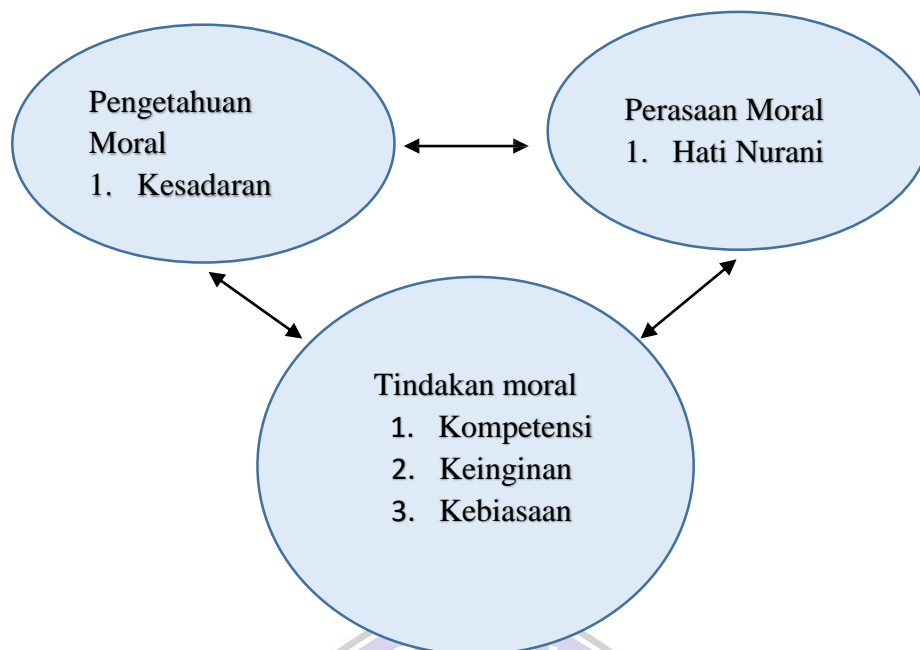 Pengetahuan
Moral
1. Kesadaran
Perasaan Moral
1. Hati Nurani
Tindakan moral
1. Kompetensi
2. Keinginan
3. Kebiasaan